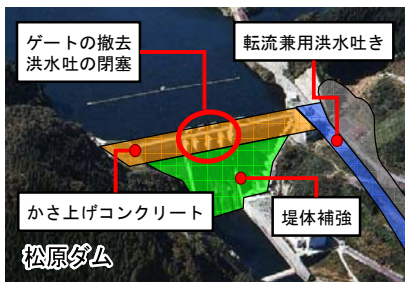 ゲートの撤去
洪水吐の閉塞
転流兼用洪水吐き
かさ上げコンクリート
堤体補強
松原ダム